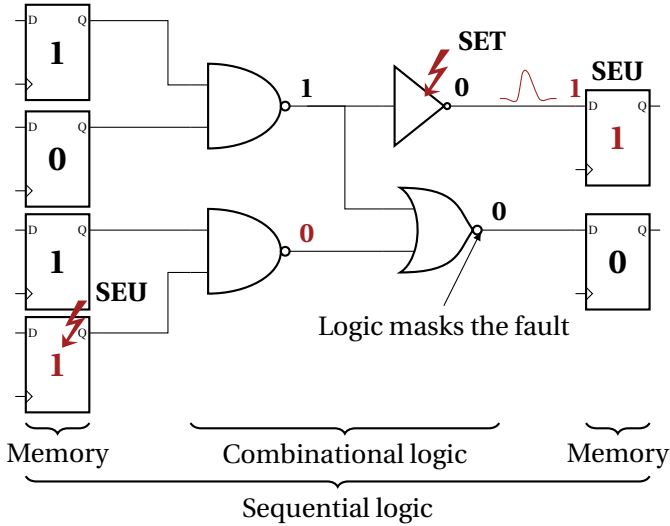 D Q
1
D Q
0
D Q
1
SEU
D Q
1
1
0
SET
0
1
SEU
D Q
1
0
D Q
0
Logic masks the fault
Memory
Combinational logic
Memory
Sequential logic